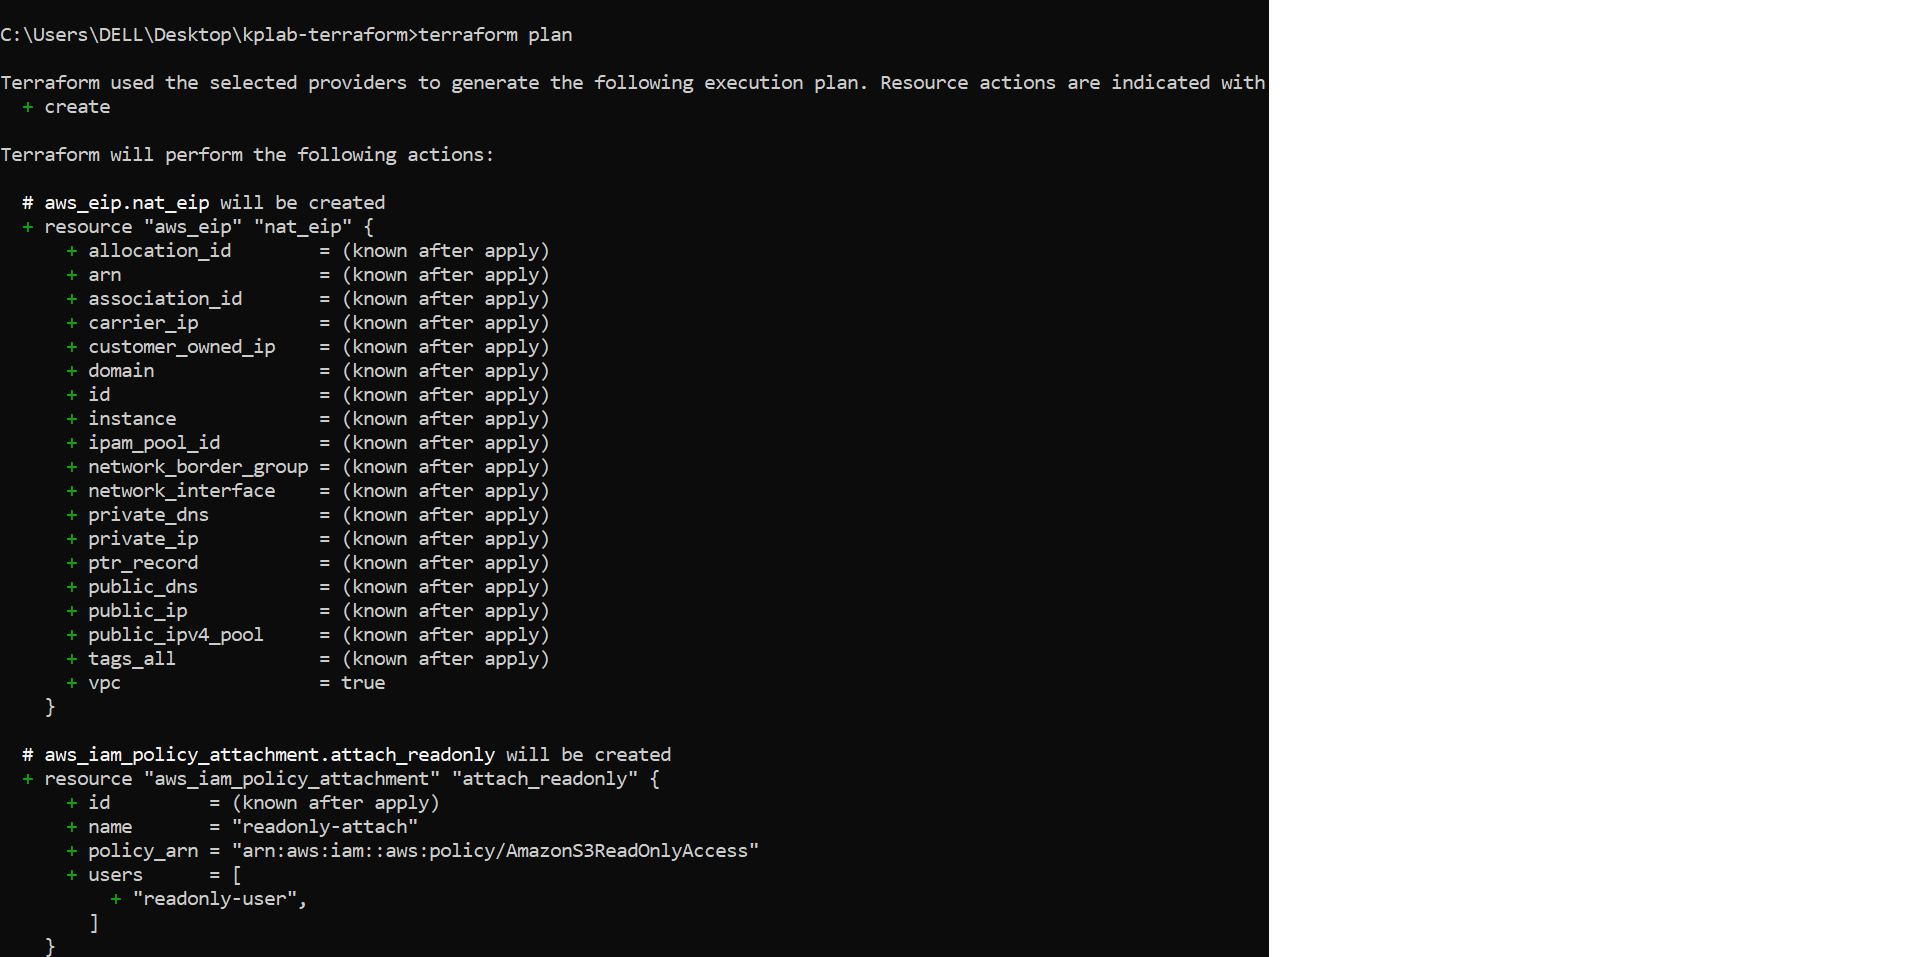 C:\Users\DELL\Desktop\kplab-terraform>terraform plan
Terraform used the selected providers to generate the following execution plan. Resource actions are indicated with
+ create
Terraform will perform the following actions:
# aws_eip.nat_eip will be created
+ resource "aws_eip" "nat_eip" {
+ allocation_id = (known after apply)
+ arn = (known after apply)
+ association_id = (known after apply)
+ carrier_ip = (known after apply)
+ customer_owned_ip = (known after apply)
+ domain = (known after apply)
+ id = (known after apply)
+ instance = (known after apply)
+ ipam_pool_id = (known after apply)
+ network_border_group = (known after apply)
+ network_interface = (known after apply)
+ private_dns = (known after apply)
+ private_ip = (known after apply)
+ ptr_record = (known after apply)
+ public_dns = (known after apply)
+ public_ip = (known after apply)
+ public_ipv4_pool = (known after apply)
+ tags_all = (known after apply)
+ vpc = true
}
# aws_iam_policy_attachment.attach_readonly will be created
+ resource "aws_iam_policy_attachment" "attach_readonly" {
+ id = (known after apply)
+ name = "readonly-attach"
+ policy_arn = "arn:aws:iam::aws:policy/AmazonS3ReadOnlyAccess"
+ users = [
+ "readonly-user",
]
}